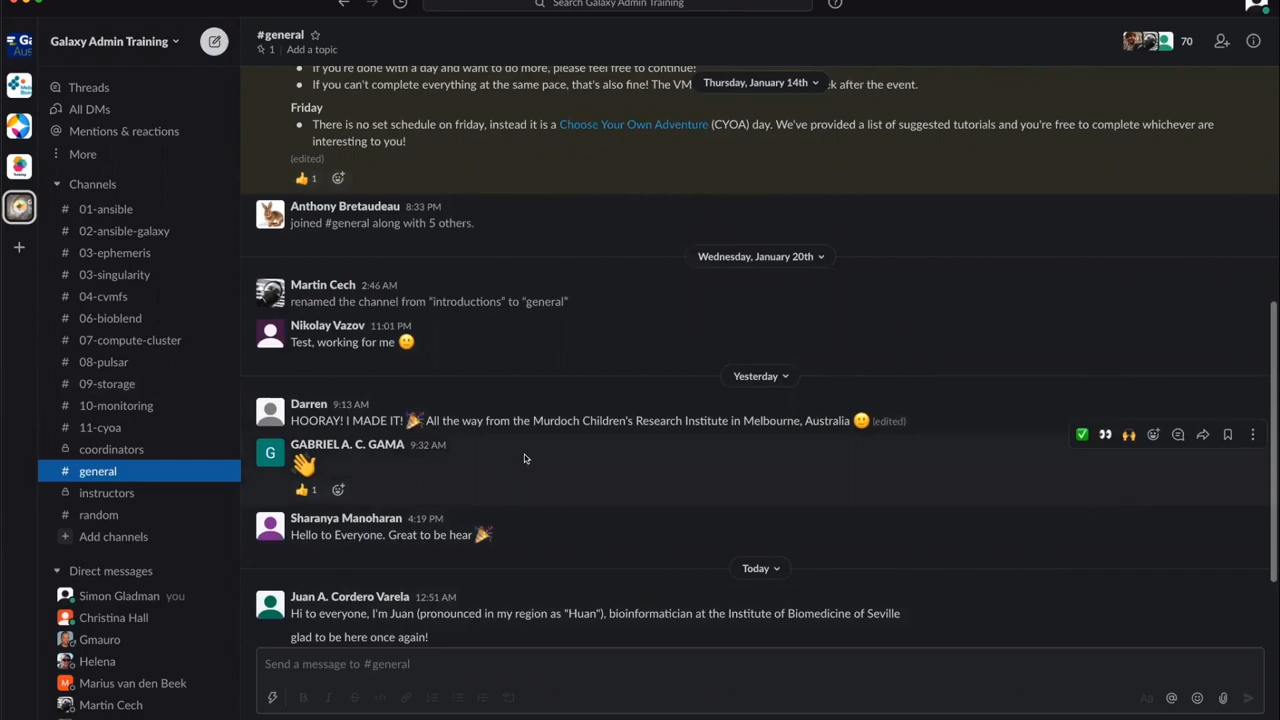 Search Galaxy Admin Training
Galaxy Admin Training
#general
1 Add a topic
70
Threads
All DMs
Mentions & reactions
More
Channels
# 01-ansible
# 02-ansible-galaxy
# 03-ephemeris
# 03-singularity
# 04-cvmfs
# 06-bioblend
# 07-compute-cluster
# 08-pulsar
# 09-storage
# 10-monitoring
# 11-cyoa
coordinators
# general
instructors
# random
+ Add channels
Direct messages
Simon Gladman you
Christina Hall
Gmauro
Helena
Marius van den Beek
Martin Cech
If you're done with a day and want to do more, please feel free to continue!
Thursday, January 14th
If you can't complete everything at the same pace, that's also fine! The VM
k after the event.
Friday
There is no set schedule on friday, instead it is a Choose Your Own Adventure (CYOA) day. We've provided a list of suggested tutorials and you're free to complete whichever are
interesting to you!
(edited)
1
Anthony Bretaudeau 8:33 PM
joined #general along with 5 others.
Wednesday, January 20th
Martin Cech 2:46 AM
renamed the channel from "introductions" to "general"
Nikolay Vazov 11:01 PM
Test, working for me
Yesterday
Darren 9:13 AM
HOORAY! I MADE IT! All the way from the Murdoch Children's Research Institute in Melbourne, Australia (edited)
G GABRIEL A. C. GAMA 9:32 AM
1
Sharanya Manoharan 4:19 PM
Hello to Everyone. Great to be hear
Today
Juan A. Cordero Varela 12:51 AM
Hi to everyone, I'm Juan (pronounced in my region as "Huan"), bioinformatician at the Institute of Biomedicine of Seville
glad to be here once again!
Send a message to #general
Aa